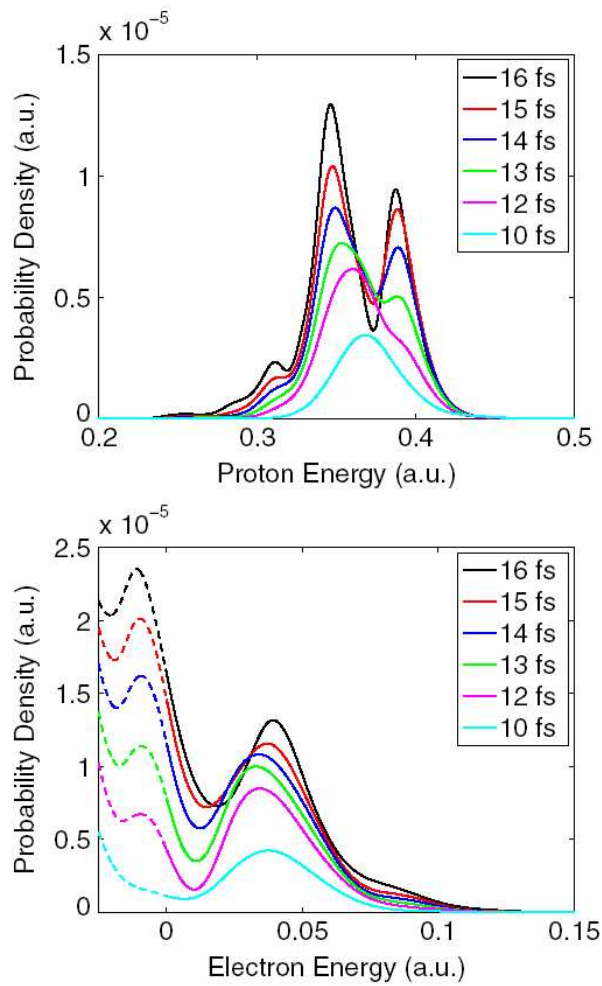 x 10⁻⁵
1.5
1
0.5
0
Probability Density (a.u.)
16 fs
15 fs
14 fs
13 fs
12 fs
10 fs
0.2 0.3 0.4 0.5
Proton Energy (a.u.)
x 10⁻⁵
2.5
2
1.5
1
0.5
0
Probability Density (a.u.)
16 fs
15 fs
14 fs
13 fs
12 fs
10 fs
0 0.05 0.1 0.15
Electron Energy (a.u.)